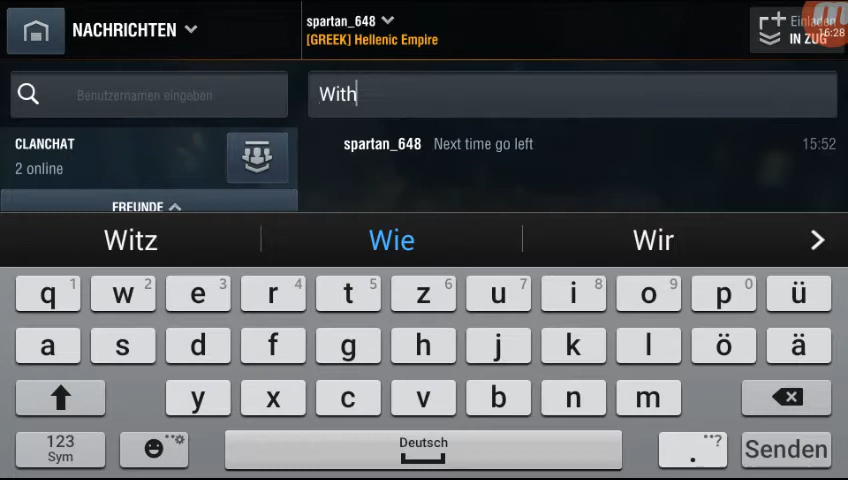 NACHRICHTEN
spartan_648
[GREEK] Hellenic Empire
Einladen
IN ZUG
16:28
Benutzernamen eingeben
With
CLANCHAT
2 online
spartan_648 Next time go left 15:52
FREUNDE
Witz Wie Wir
q 1 w 2 e 3 r 4 t 5 z 6 u 7 i 8 o 9 p 0 ü
a s d f g h j k l ö ä
y x c v b n m
123
Sym
Deutsch
. ,,?
Senden